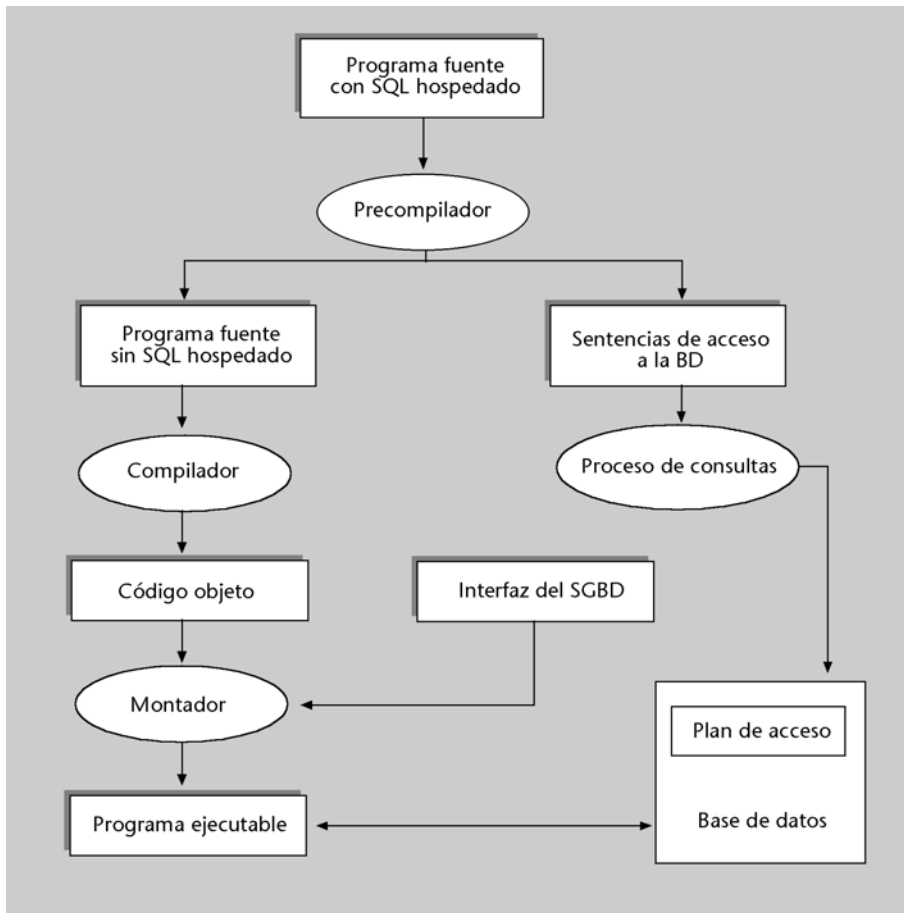 Programa fuente
con SQL hospedado
Precompilador
Programa fuente
sin SQL hospedado
Sentencias de acceso
a la BD
Compilador
Proceso de consultas
Código objeto
Interfaz del SGBD
Montador
Plan de acceso
Programa ejecutable
Base de datos